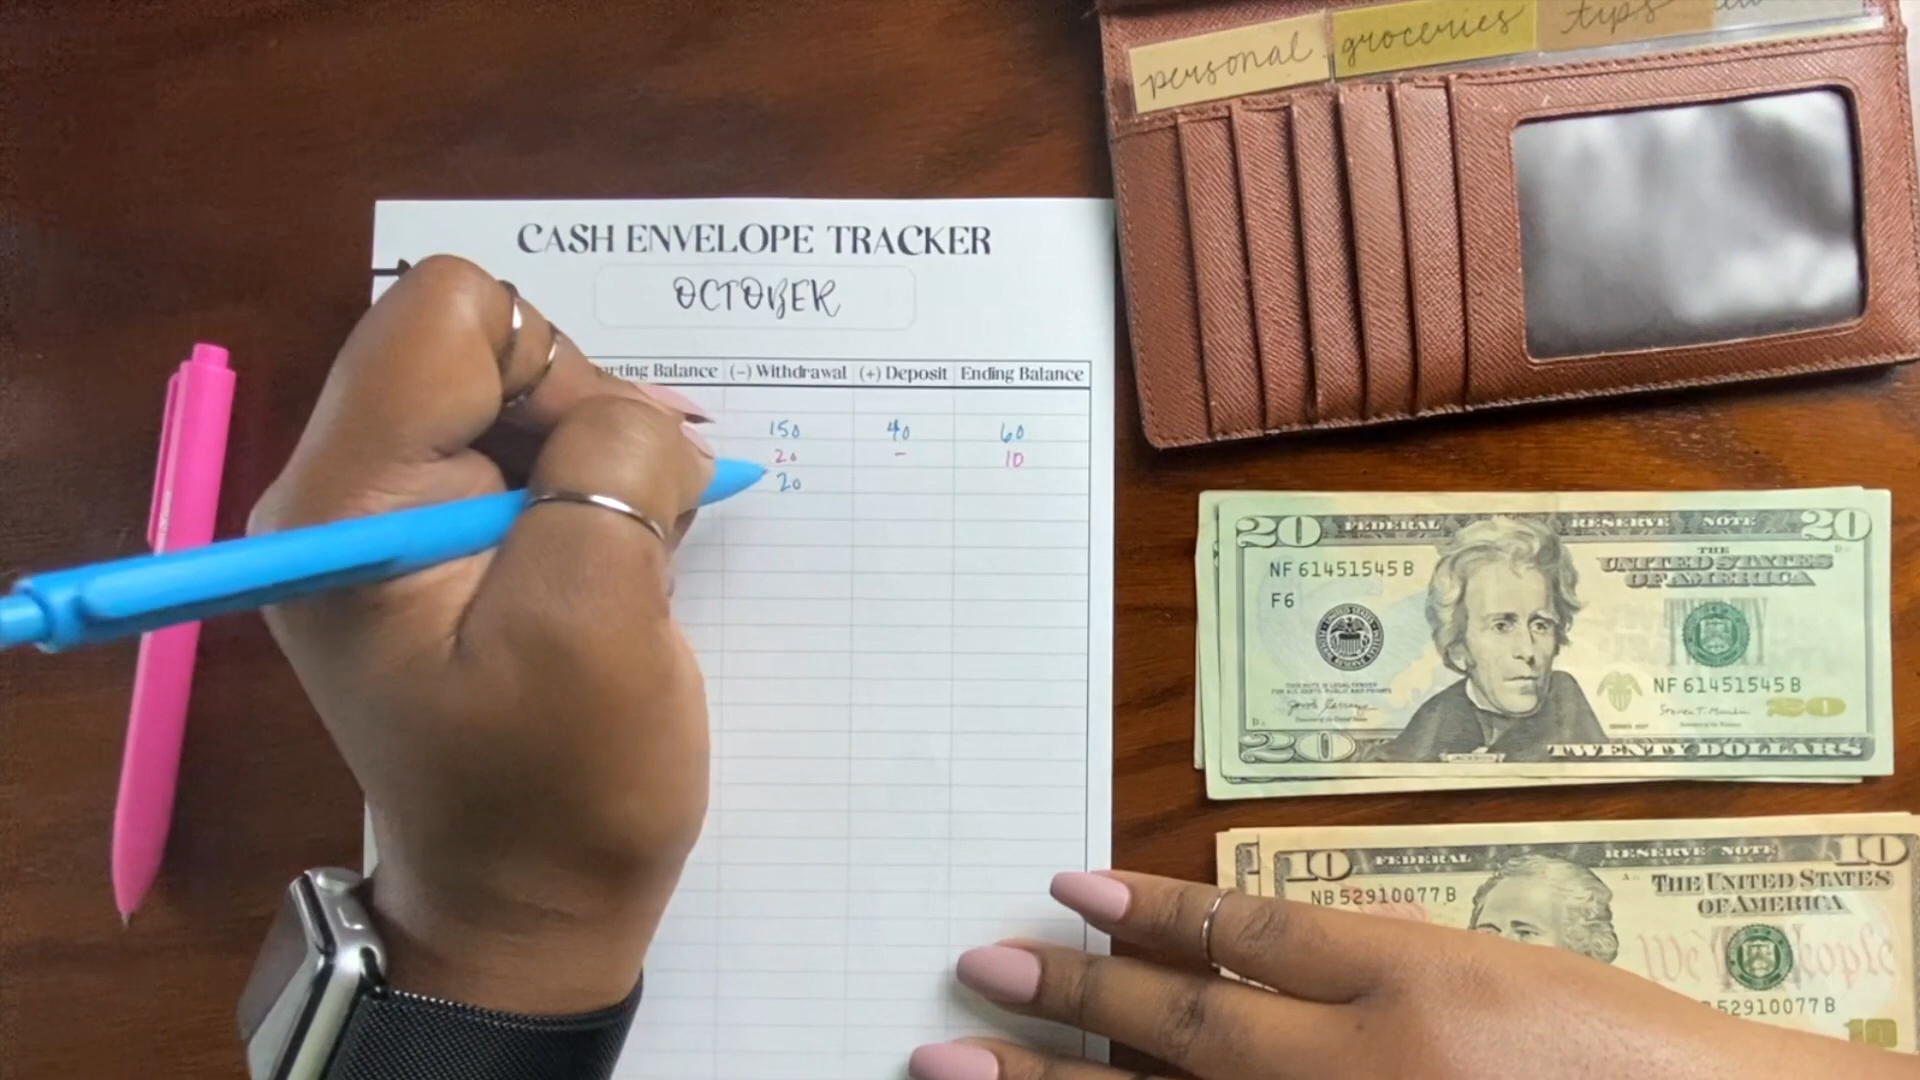 personal
groceries
tips
CASH ENVELOPE TRACKER
OCTOBER
rting Balance (-) Withdrawal (+) Deposit Ending Balance
150 40 60
20 - 10
20
20 FEDERAL RESERVE NOTE 20
THE
UNITED STATES
OF AMERICA
NF 61451545 B
F6
NF 61451545 B
20
20 TWENTY DOLLARS
10 FEDERAL RESERVE NOTE 10
THE UNITED STATES
OF AMERICA
NB 52910077 B
We People
52910077 B
10